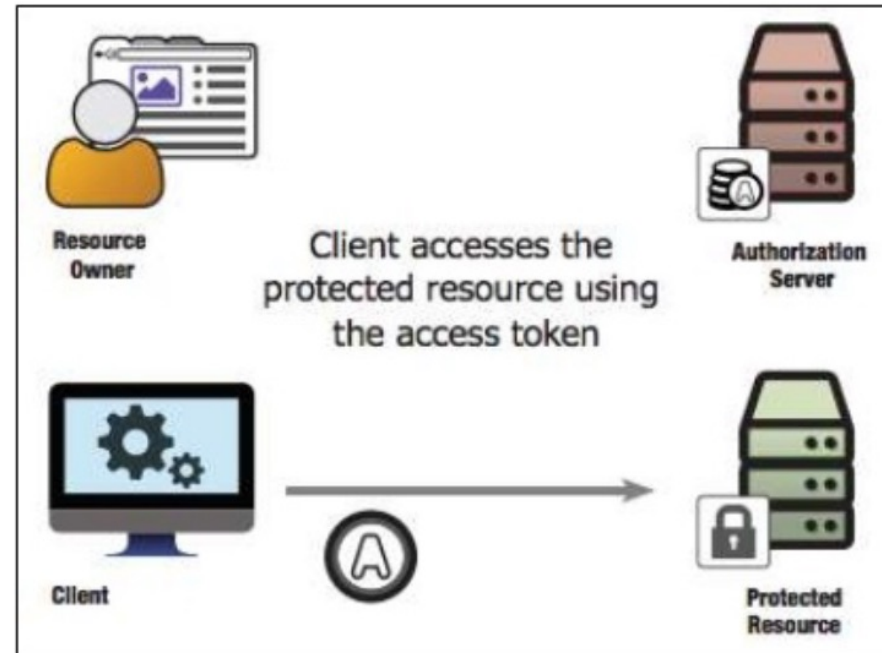 Resource
Owner
Client accesses the
protected resource using
the access token
Authorization
Server
A
Client
A
Protected
Resource